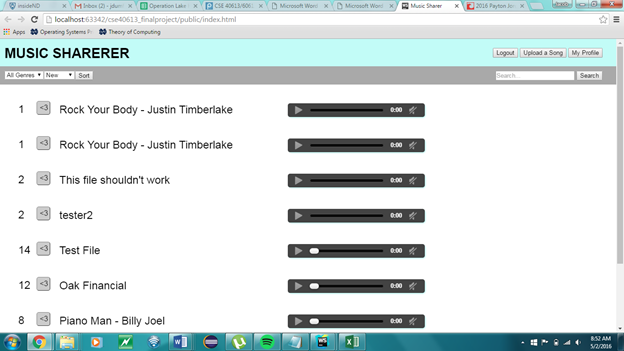 insideND
Inbox (2) - jdun
Operation Lake
CSE 40613/606
Microsoft Word
Microsoft Word
Music Sharer
2016 Payton Jo
localhost:63342/cse40613_finalproject/public/index.html
Apps Operating Systems Pr Theory of Computing
MUSIC SHARERER
Logout Upload a Song My Profile
All Genres New Sort Search... Search
1 <3 Rock Your Body - Justin Timberlake 0:00
1 <3 Rock Your Body - Justin Timberlake 0:00
2 <3 This file shouldn't work 0:00
2 <3 tester2 0:00
14 <3 Test File 0:00
12 <3 Oak Financial 0:00
8 <3 Piano Man - Billy Joel 0:00
8:52 AM
5/2/2016